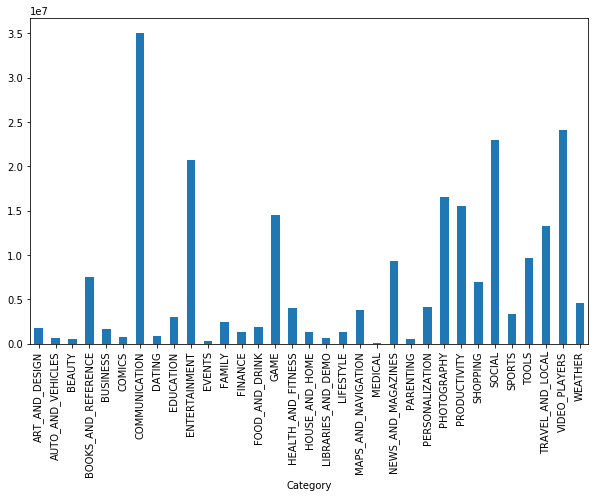 1e7
3.5
3.0
2.5
2.0
1.5
1.0
0.5
0.0
ART_AND_DESIGN
AUTO_AND_VEHICLES
BEAUTY
BOOKS_AND_REFERENCE
BUSINESS
COMICS
COMMUNICATION
DATING
EDUCATION
ENTERTAINMENT
EVENTS
FAMILY
FINANCE
FOOD_AND_DRINK
GAME
HEALTH_AND_FITNESS
HOUSE_AND_HOME
LIBRARIES_AND_DEMO
LIFESTYLE
MAPS_AND_NAVIGATION
MEDICAL
NEWS_AND_MAGAZINES
PARENTING
PERSONALIZATION
PHOTOGRAPHY
PRODUCTIVITY
SHOPPING
SOCIAL
SPORTS
TOOLS
TRAVEL_AND_LOCAL
VIDEO_PLAYERS
WEATHER
Category